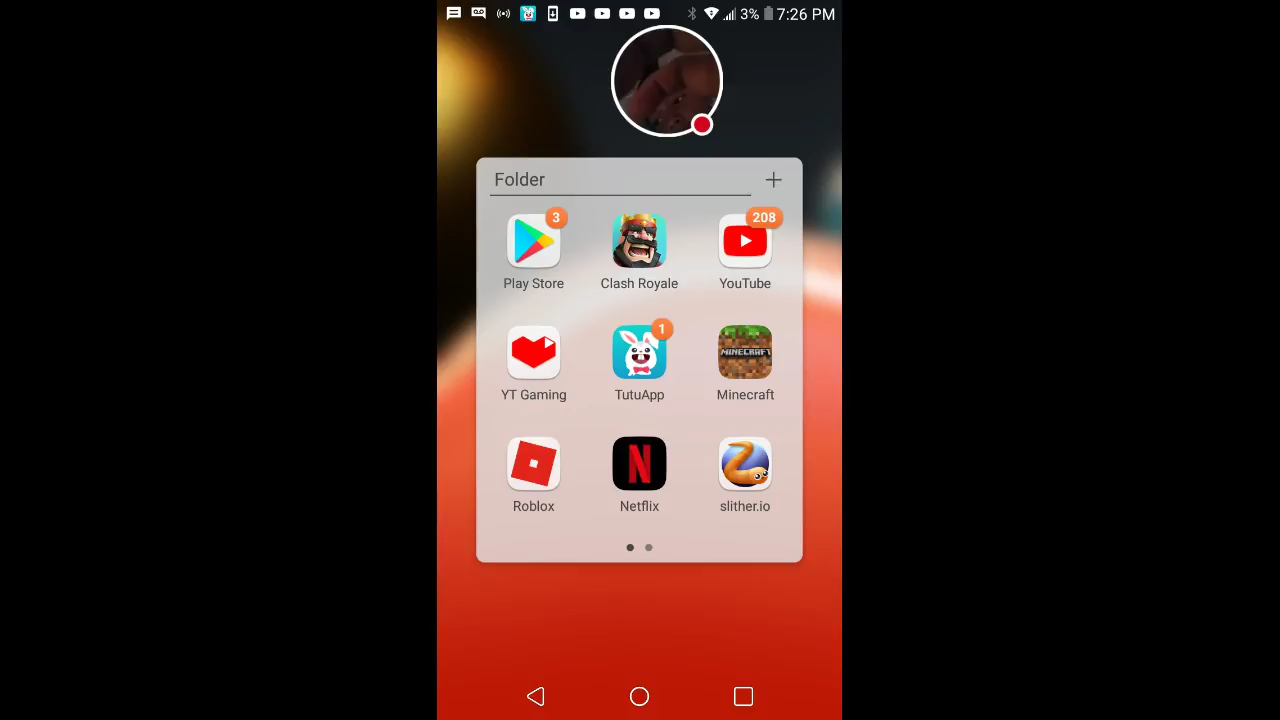 3% 7:26 PM
Folder
3
208
Play Store Clash Royale YouTube
1
MINECRAFT
YT Gaming TutuApp Minecraft
N
Roblox Netflix slither.io